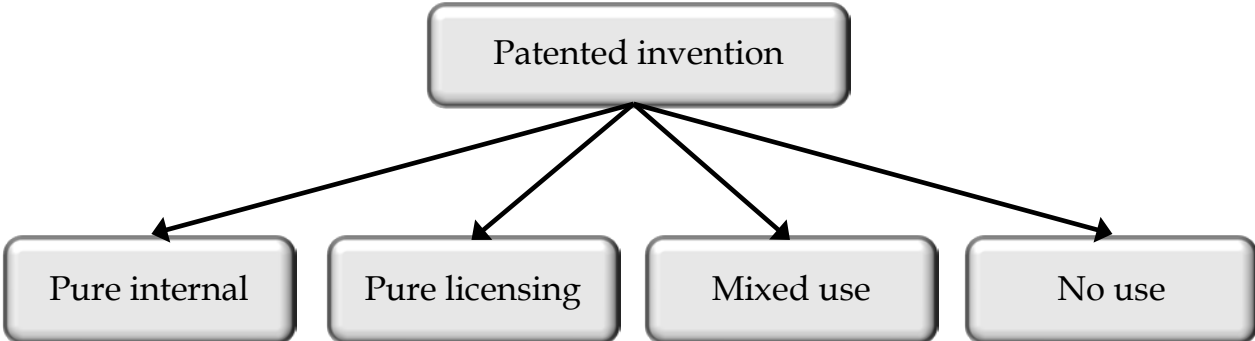 Patented invention
Pure internal
Pure licensing
Mixed use
No use